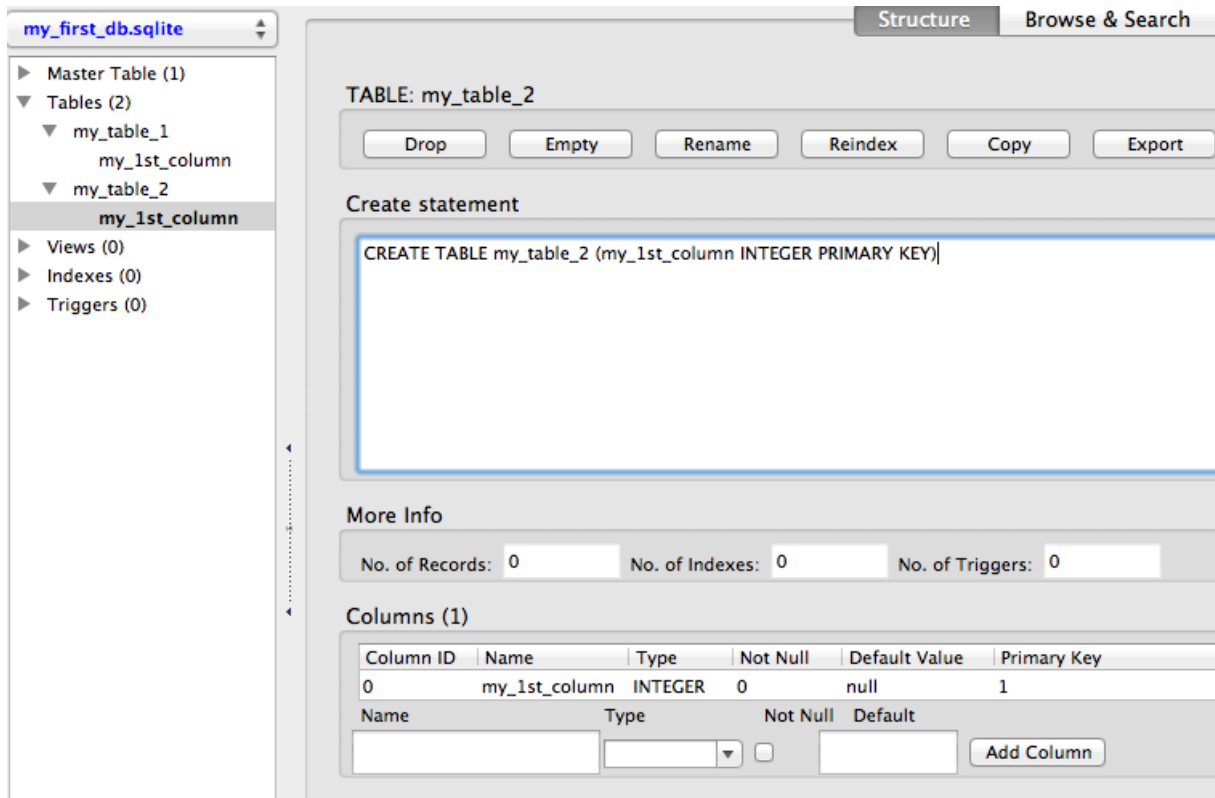 my_first_db.sqlite
Structure Browse & Search
Master Table (1)
Tables (2)
my_table_1
my_1st_column
my_table_2
my_1st_column
Views (0)
Indexes (0)
Triggers (0)
TABLE: my_table_2
Drop Empty Rename Reindex Copy Export
Create statement
CREATE TABLE my_table_2 (my_1st_column INTEGER PRIMARY KEY)
More Info
No. of Records: 0 No. of Indexes: 0 No. of Triggers: 0
Columns (1)
Column ID Name Type Not Null Default Value Primary Key
0 my_1st_column INTEGER 0 null 1
Name Type Not Null Default
Add Column